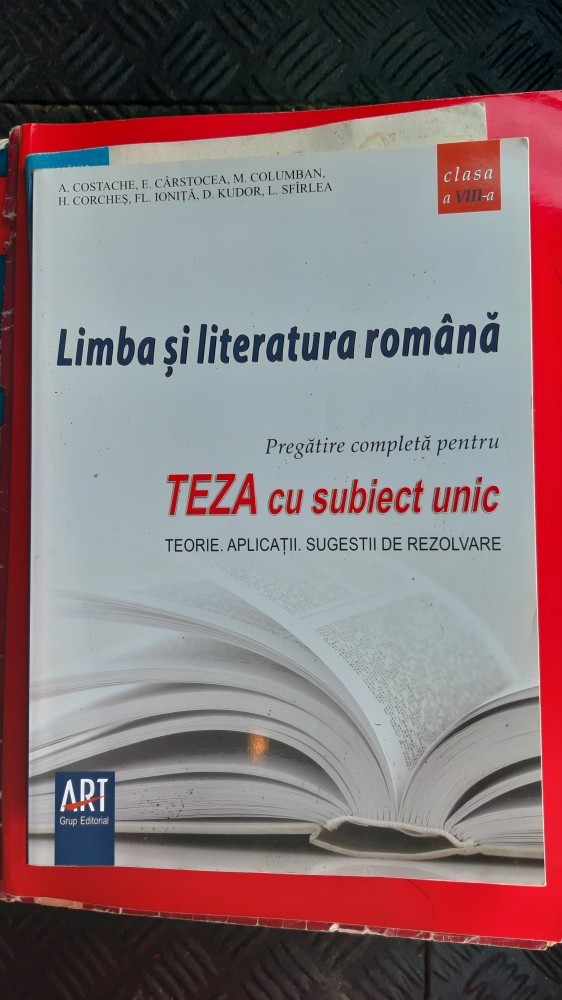 A. COSTACHE, E. CÂRSTOCEA, M. COLUMBAN,
H. CORCHEȘ, FL. IONIȚĂ, D. KUDOR, L. SFÎRLEA
clasa
a VIII-a
Limba și literatura română
Pregătire completă pentru
TEZA cu subiect unic
TEORIE. APLICAȚII. SUGESTII DE REZOLVARE
ART
Grup Editorial